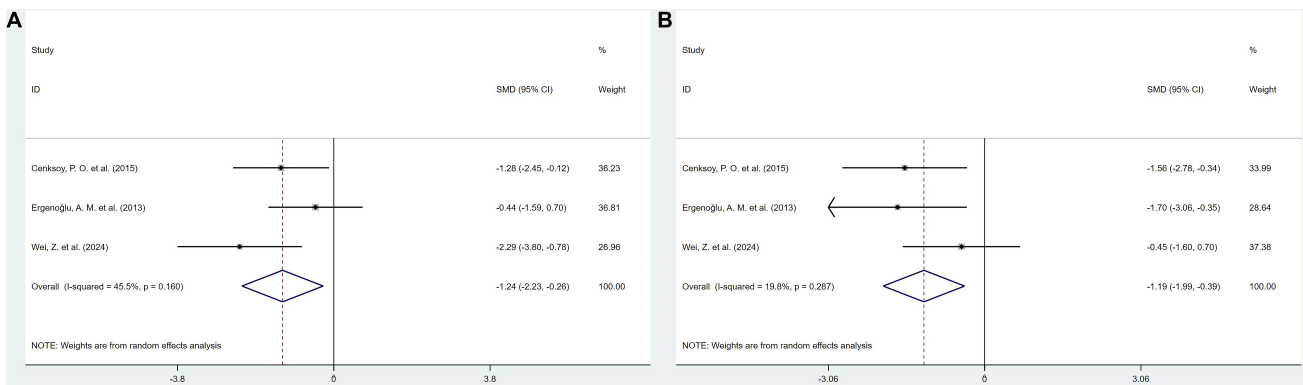 A
Study %
ID SMD (95% CI) Weight
Cenksoy, P. O. et al. (2015) -1.28 (-2.45, -0.12) 36.23
Ergenoğlu, A. M. et al. (2013) -0.44 (-1.59, 0.70) 36.81
Wei, Z. et al. (2024) -2.29 (-3.80, -0.78) 26.96
Overall (I-squared = 45.5%, p = 0.160) -1.24 (-2.23, -0.26) 100.00
NOTE: Weights are from random effects analysis
-3.8 0 3.8
B
Study %
ID SMD (95% CI) Weight
Cenksoy, P. O. et al. (2015) -1.56 (-2.78, -0.34) 33.99
Ergenoğlu, A. M. et al. (2013) -1.70 (-3.06, -0.35) 28.64
Wei, Z. et al. (2024) -0.45 (-1.60, 0.70) 37.38
Overall (I-squared = 19.8%, p = 0.287) -1.19 (-1.99, -0.39) 100.00
NOTE: Weights are from random effects analysis
-3.06 0 3.06